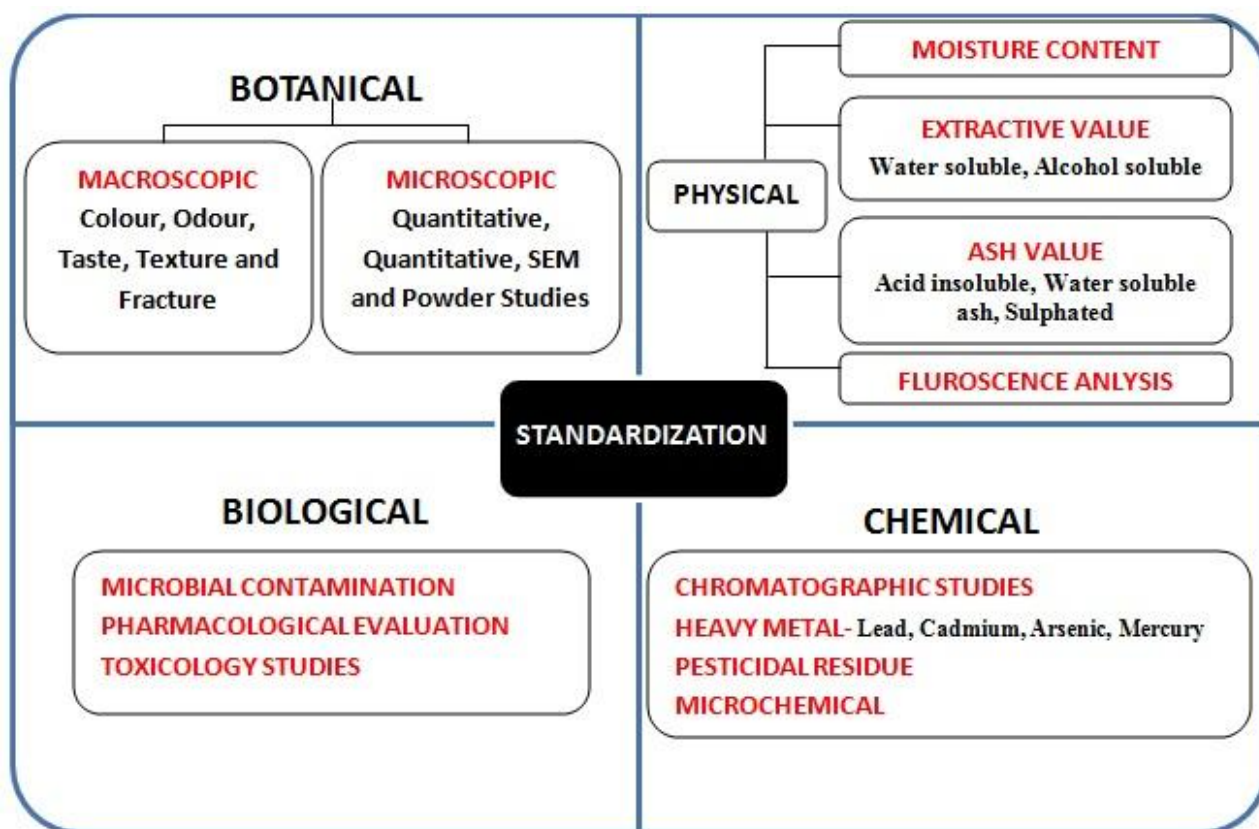 BOTANICAL
MACROSCOPIC
Colour, Odour,
Taste, Texture and
Fracture
MICROSCOPIC
Quantitative,
Quantitative, SEM
and Powder Studies
PHYSICAL
MOISTURE CONTENT
EXTRACTIVE VALUE
Water soluble, Alcohol soluble
ASH VALUE
Acid insoluble, Water soluble
ash, Sulphated
FLUROSCENCE ANLYSIS
STANDARDIZATION
BIOLOGICAL
MICROBIAL CONTAMINATION
PHARMACOLOGICAL EVALUATION
TOXICOLOGY STUDIES
CHEMICAL
CHROMATOGRAPHIC STUDIES
HEAVY METAL- Lead, Cadmium, Arsenic, Mercury
PESTICIDAL RESIDUE
MICROCHEMICAL